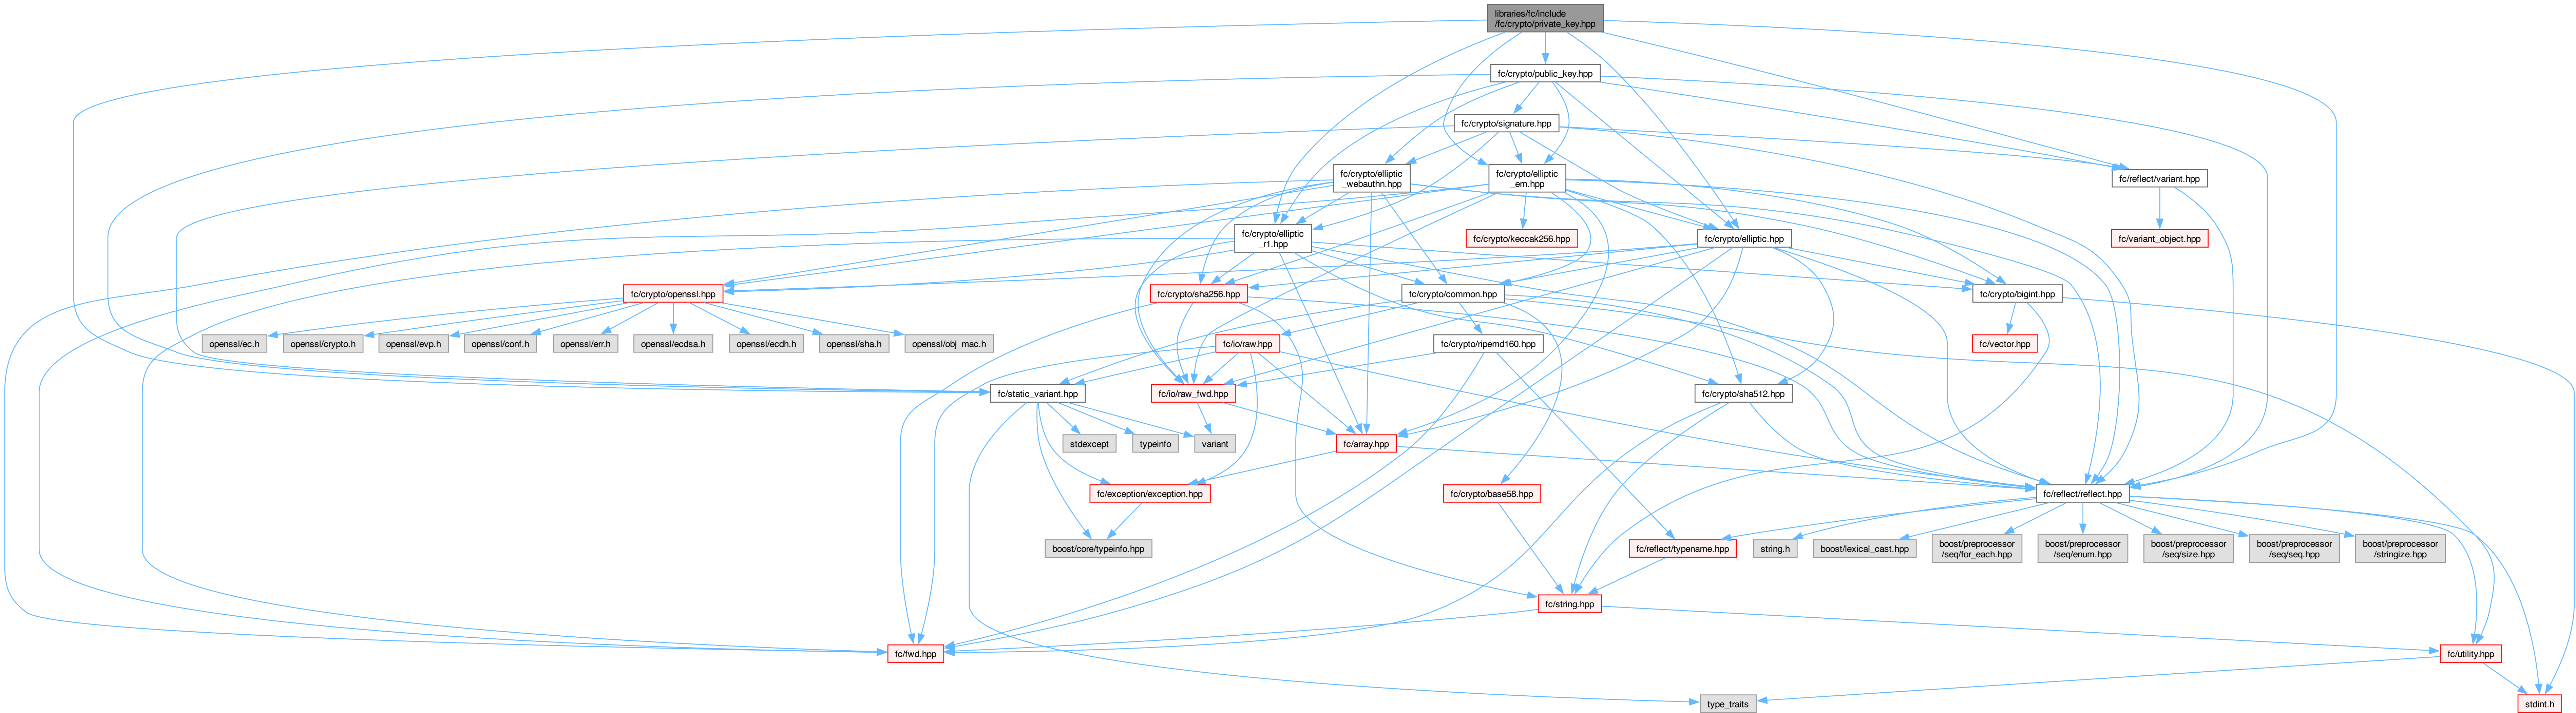 libraries/fc/include
/fc/crypto/private_key.hpp
fc/crypto/public_key.hpp
fc/crypto/signature.hpp
fc/crypto/elliptic
_webauthn.hpp
fc/crypto/elliptic
_em.hpp
fc/reflect/variant.hpp
fc/crypto/elliptic
_r1.hpp
fc/crypto/keccak256.hpp
fc/crypto/elliptic.hpp
fc/variant_object.hpp
fc/crypto/openssl.hpp
fc/crypto/sha256.hpp
fc/crypto/common.hpp
fc/crypto/bigint.hpp
openssl/ec.h
openssl/crypto.h
openssl/evp.h
openssl/conf.h
openssl/err.h
openssl/ecdsa.h
openssl/ecdh.h
openssl/sha.h
openssl/obj_mac.h
fc/io/raw.hpp
fc/crypto/ripemd160.hpp
fc/vector.hpp
fc/static_variant.hpp
fc/io/raw_fwd.hpp
fc/crypto/sha512.hpp
stdexcept
typeinfo
variant
fc/array.hpp
fc/exception/exception.hpp
fc/crypto/base58.hpp
fc/reflect/reflect.hpp
boost/core/typeinfo.hpp
fc/reflect/typename.hpp
string.h
boost/lexical_cast.hpp
boost/preprocessor
/seq/for_each.hpp
boost/preprocessor
/seq/enum.hpp
boost/preprocessor
/seq/size.hpp
boost/preprocessor
/seq/seq.hpp
boost/preprocessor
/stringize.hpp
fc/string.hpp
fc/fwd.hpp
fc/utility.hpp
type_traits
stdint.h